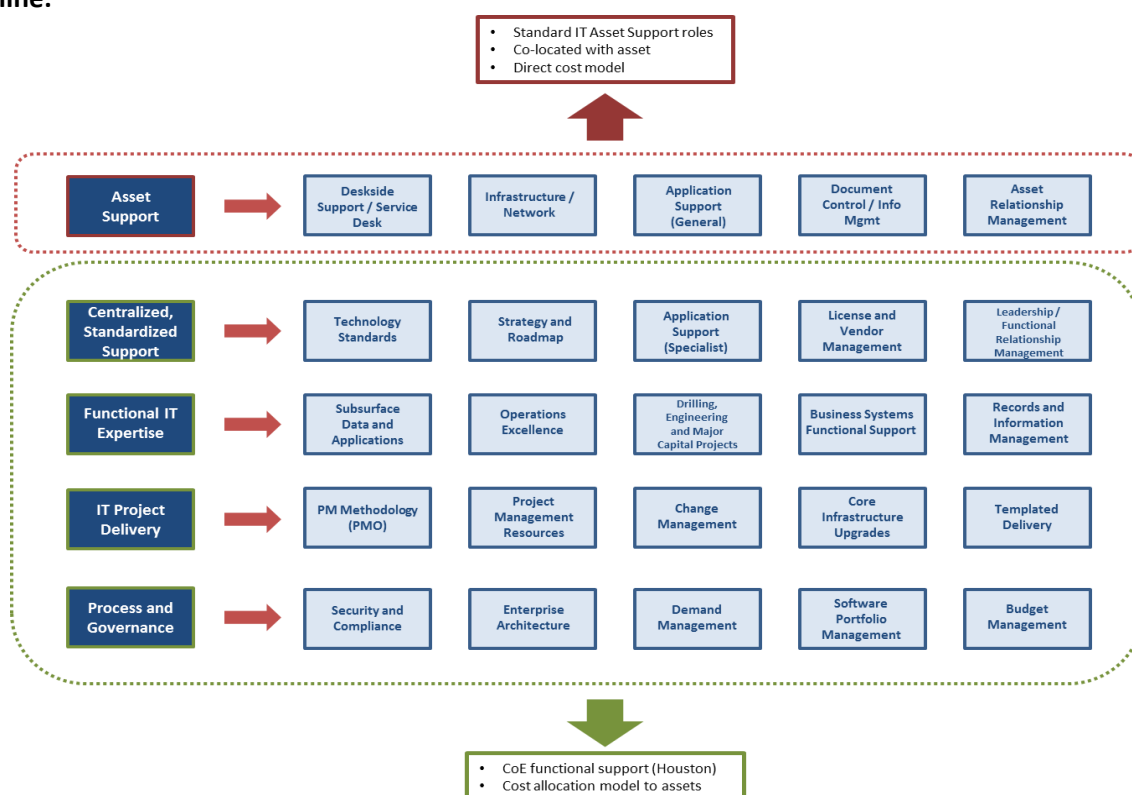 • Standard IT Asset Support roles
• Co-located with asset
• Direct cost model
Asset
Support
Deskside
Support / Service
Desk
Infrastructure /
Network
Application
Support
(General)
Document
Control / Info
Mgmt
Asset
Relationship
Management
Centralized,
Standardized
Support
Technology
Standards
Strategy and
Roadmap
Application
Support
(Specialist)
License and
Vendor
Management
Leadership /
Functional
Relationship
Management
Functional IT
Expertise
Subsurface
Data and
Applications
Operations
Excellence
Drilling,
Engineering
and Major
Capital Projects
Business Systems
Functional Support
Records and
Information
Management
IT Project
Delivery
PM Methodology
(PMO)
Project
Management
Resources
Change
Management
Core
Infrastructure
Upgrades
Templated
Delivery
Process and
Governance
Security and
Compliance
Enterprise
Architecture
Demand
Management
Software
Portfolio
Management
Budget
Management
• CoE functional support (Houston)
• Cost allocation model to assets